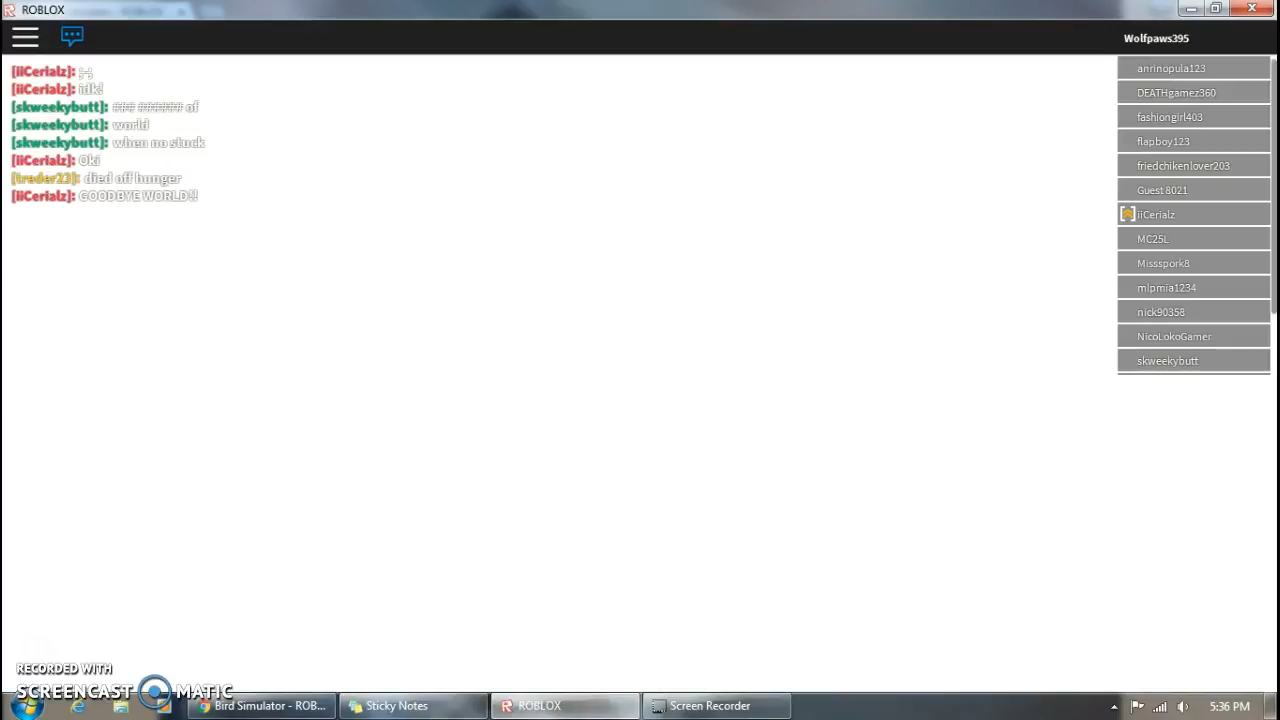 ROBLOX
Wolfpaws395
[iiCerialz]: ;-;
[iiCerialz]: idk!
[skweekybutt]: ### ###### of
[skweekybutt]: world
[skweekybutt]: when no stuck
[iiCerialz]: Oki
[trader23]: died off hunger
[iiCerialz]: GOODBYE WORLD!!
anrinopula123
DEATHgamez360
fashiongirl403
flapboy123
friedchikenlover203
Guest 8021
iiCerialz
MC25L
Missspork8
mlpmia1234
nick90358
NicoLokoGamer
skweekybutt
RECORDED WITH
SCREENCAST MATIC
Bird Simulator - ROB...
Sticky Notes
ROBLOX
Screen Recorder
5:36 PM